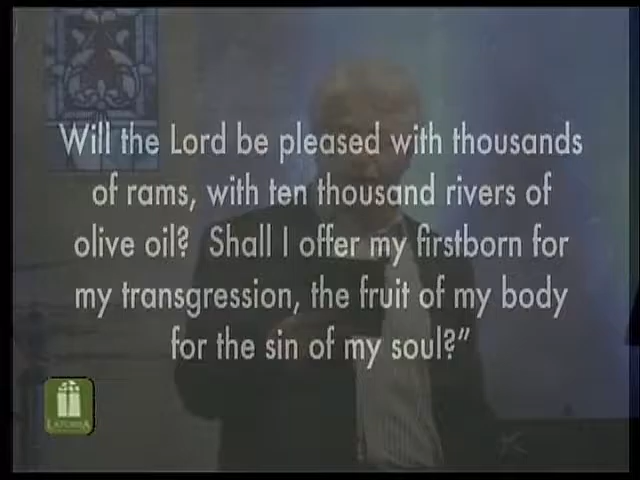 Will the Lord be pleased with thousands
of rams, with ten thousand rivers of
olive oil? Shall I offer my firstborn for
my transgression, the fruit of my body
for the sin of my soul?”